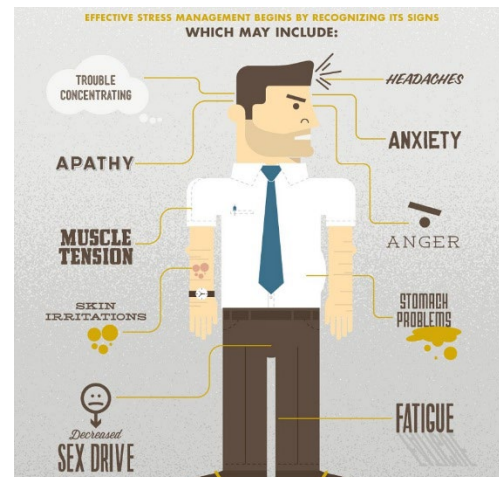 EFFECTIVE STRESS MANAGEMENT BEGINS BY RECOGNIZING ITS SIGNS
WHICH MAY INCLUDE:
TROUBLE
CONCENTRATING
HEADACHES
APATHY
ANXIETY
MUSCLE
TENSION
ANGER
SKIN
IRRITATIONS
STOMACH
PROBLEMS
Decreased
SEX DRIVE
FATIGUE